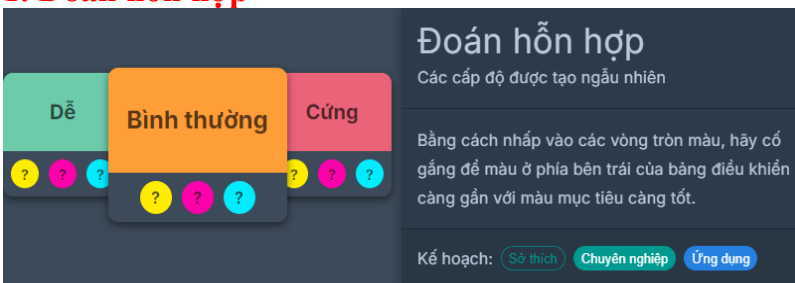 Dễ
Bình thường
Cứng
? ? ?
? ? ?
? ? ?
Đoán hỗn hợp
Các cấp độ được tạo ngẫu nhiên
Bằng cách nhấp vào các vòng tròn màu, hãy cố
gắng để màu ở phía bên trái của bảng điều khiển
càng gần với màu mục tiêu càng tốt.
Kế hoạch: Sở thích Chuyên nghiệp Ứng dụng